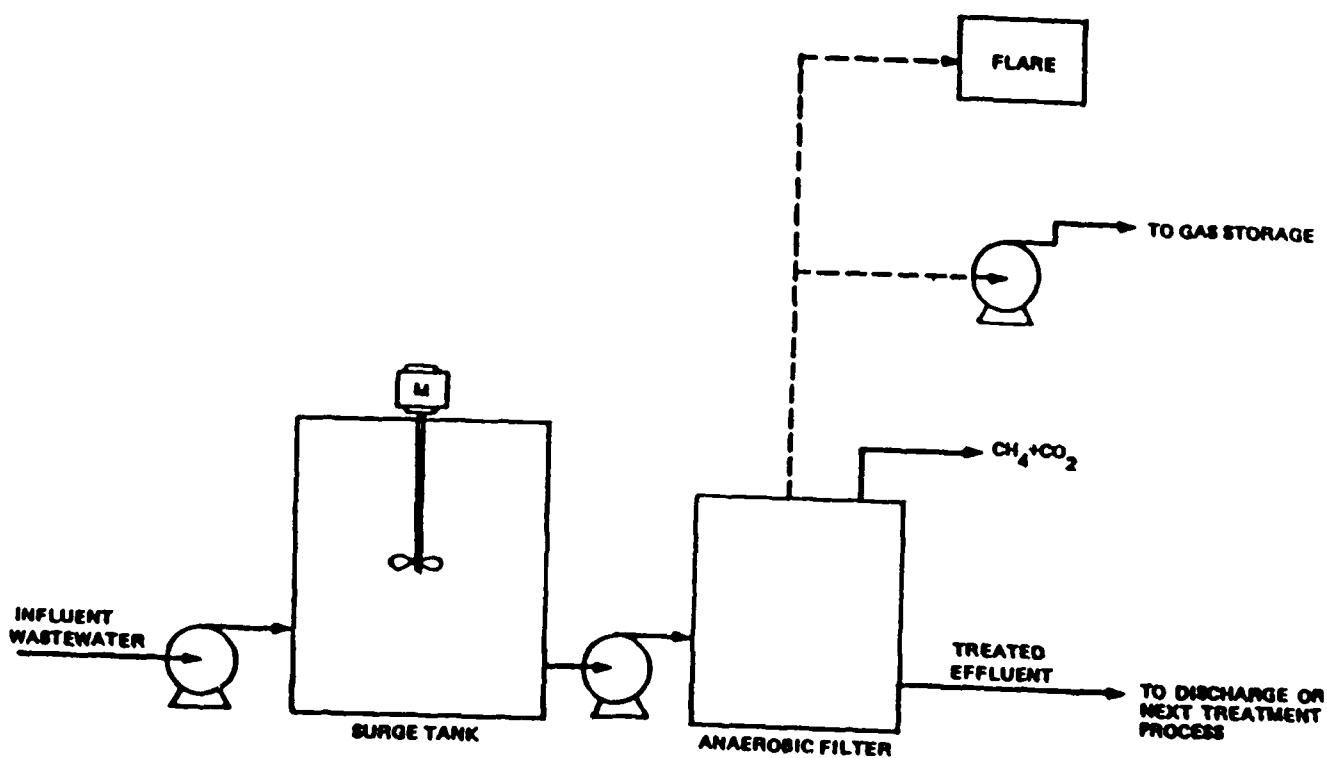 FLARE
TO GAS STORAGE
M
CH4+CO2
INFLUENT
WASTEWATER
TREATED
EFFLUENT
TO DISCHARGE OR
NEXT TREATMENT
PROCESS
SURGE TANK
ANAEROBIC FILTER